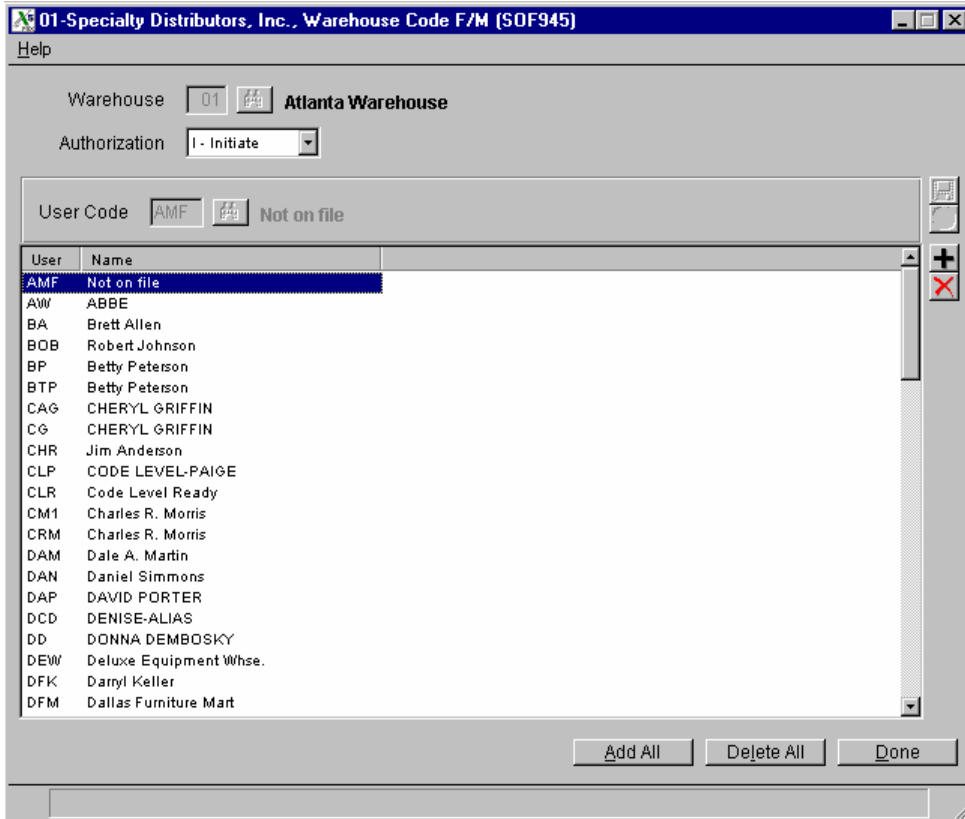 01-Specialty Distributors, Inc., Warehouse Code F/M (SOF945)
Help
Warehouse 01 Atlanta Warehouse
Authorization I - Initiate
User Code AMF Not on file
User Name
AMF Not on file
AW ABBE
BA Brett Allen
BOB Robert Johnson
BP Betty Peterson
BTP Betty Peterson
CAG CHERYL GRIFFIN
CG CHERYL GRIFFIN
CHR Jim Anderson
CLP CODE LEVEL-PAIGE
CLR Code Level Ready
CM1 Charles R. Morris
CRM Charles R. Morris
DAM Dale A. Martin
DAN Daniel Simmons
DAP DAVID PORTER
DCD DENISE-ALIAS
DD DONNA DEMBOSKY
DEW Deluxe Equipment Whse.
DFK Darryl Keller
DFM Dallas Furniture Mart
Add All Delete All Done